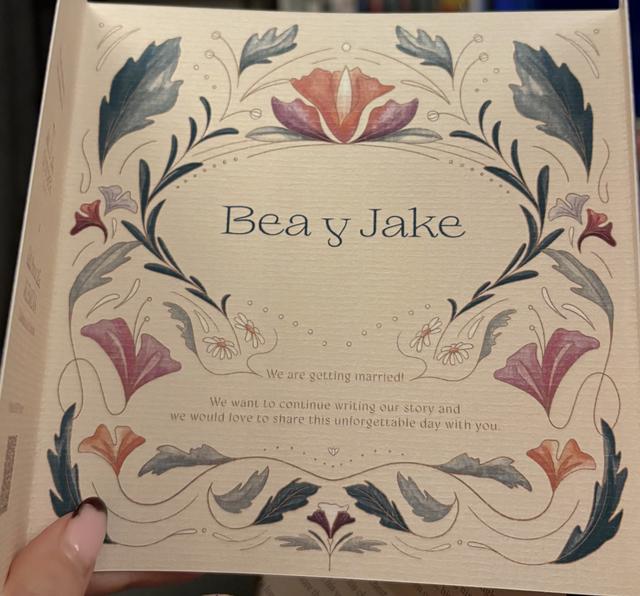 Bea y Jake
We are getting married!
We want to continue writing our story and
we would love to share this unforgettable day with you.